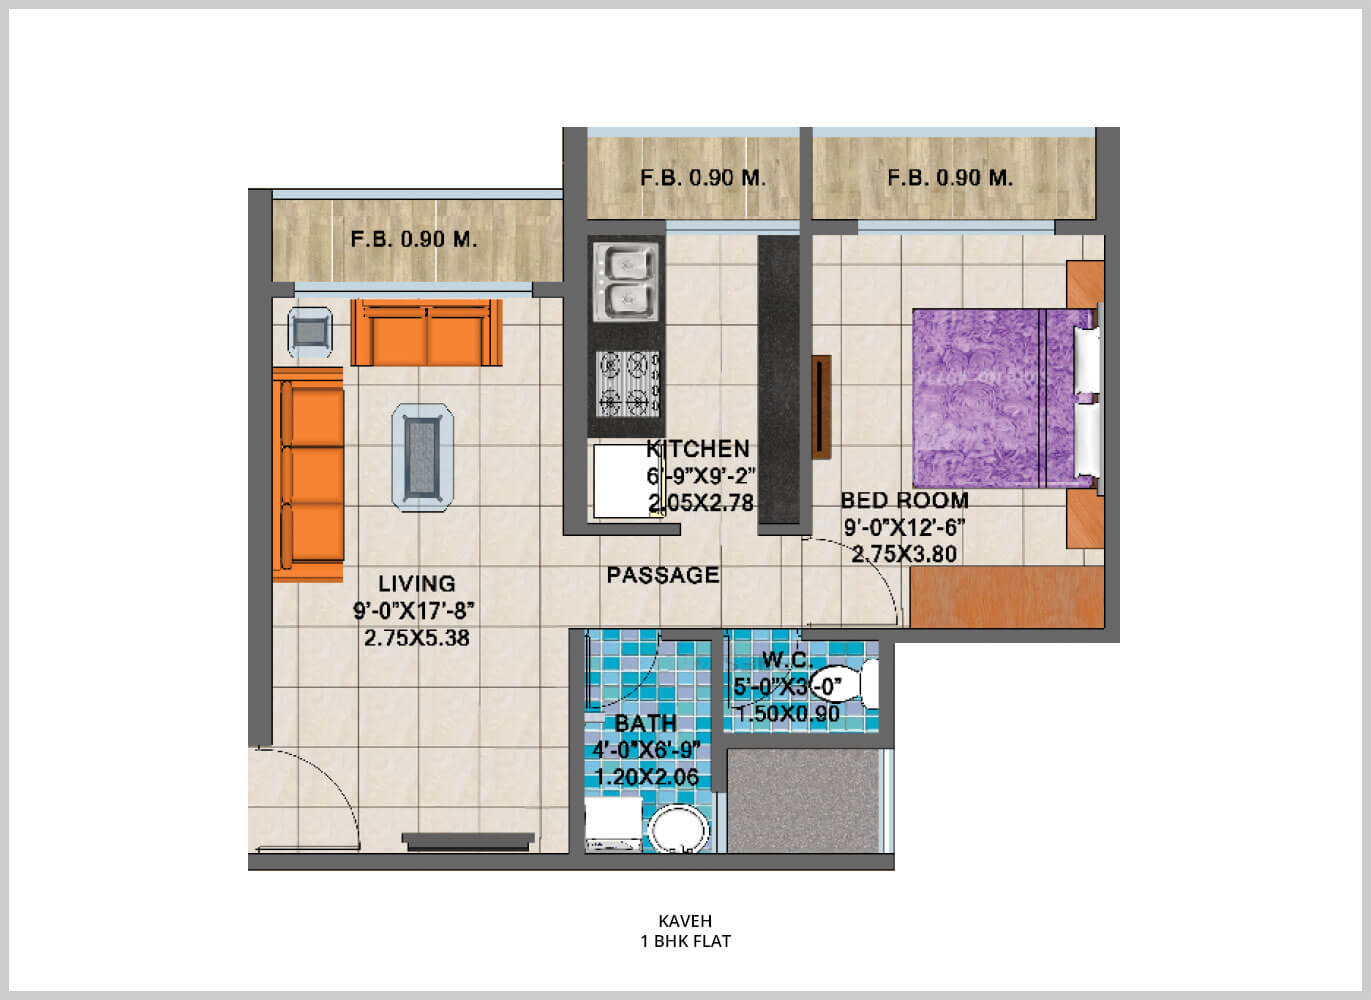 F.B. 0.90 M.
F.B. 0.90 M.
F.B. 0.90 M.
KITCHEN
6'-9"X9'-2"
2.05X2.78
BED ROOM
9'-0"X12'-6"
2.75X3.80
PASSAGE
LIVING
9'-0"X17'-8"
2.75X5.38
W.C.
5'-0"X3'-0"
1.50X0.90
BATH
4'-0"X6'-9"
1.20X2.06
KAVEH
1 BHK FLAT